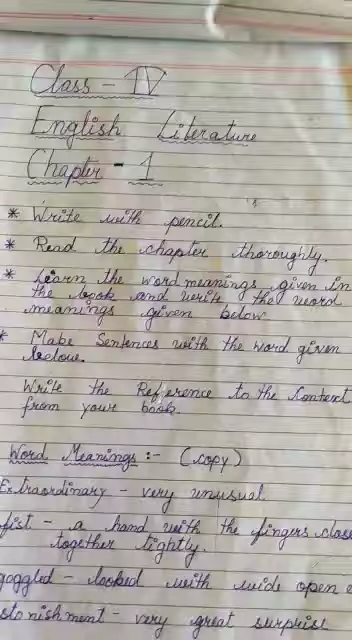 Class - IV
English Literature
Chapter - 1
* Write with pencil.
* Read the chapter thoroughly.
* Learn the word meanings given in
the book and write the word
meanings given below
* Make Sentences with the word given
below.
Write the Reference to the Context
from your book
Word Meanings :- (copy)
Extraordinary - very unusual
fist - a hand with the fingers close
together tightly.
goggled - looked with wide open e
stonishment - very great surprise